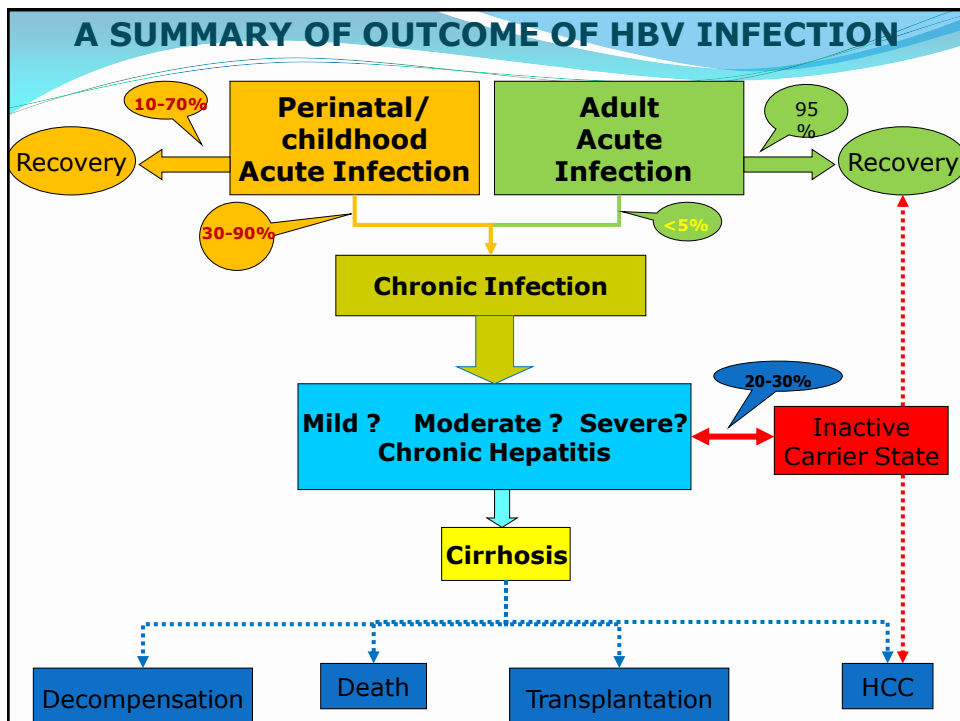 A SUMMARY OF OUTCOME OF HBV INFECTION
10-70%
Perinatal/
childhood
Acute Infection
Adult
Acute
Infection
95
%
Recovery
Recovery
30-90%
<5%
Chronic Infection
20-30%
Mild ? Moderate ? Severe?
Chronic Hepatitis
Inactive
Carrier State
Cirrhosis
Decompensation
Death
Transplantation
HCC